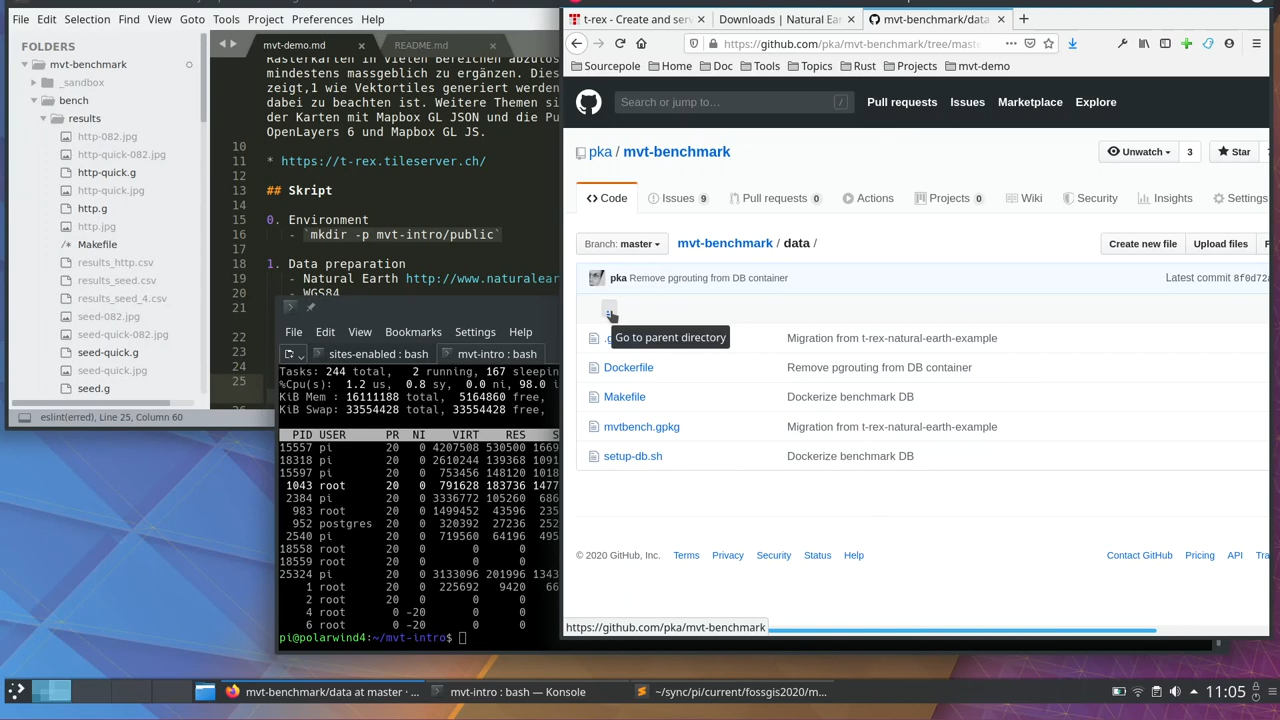 File Edit Selection Find View Goto Tools Project Preferences Help
FOLDERS
mvt-benchmark
_sandbox
bench
results
http-082.jpg
http-quick-082.jpg
http-quick.g
http-quick.jpg
http.g
http.jpg
/* Makefile
results_http.csv
results_seed.csv
results_seed_4.csv
seed-082.jpg
seed-quick-082.jpg
seed-quick.g
seed-quick.jpg
seed.g
eslint(erred), Line 25, Column 60
mvt-demo.md
README.md
Rasterkarten in vielen Bereichen abzulös
mindestens massgeblich zu ergänzen. Dies
zeigt,1 wie Vektortiles generiert werden
dabei zu beachten ist. Weitere Themen si
der Karten mit Mapbox GL JSON und die Pu
OpenLayers 6 und Mapbox GL JS.
10
11 * https://t-rex.tileserver.ch/
12
13 ## Skript
14
15 0. Environment
16 - `mkdir -p mvt-intro/public`
17
18 1. Data preparation
19 - Natural Earth http://www.naturalear
20 - WGS84
21
22
23
24
25
File Edit View Bookmarks Settings Help
sites-enabled : bash
mvt-intro : bash
Tasks: 244 total, 2 running, 167 sleepin
%Cpu(s): 1.2 us, 0.8 sy, 0.0 ni, 98.0 i
KiB Mem : 16111188 total, 5164860 free,
KiB Swap: 33554428 total, 33554428 free,
PID USER PR NI VIRT RES S
15557 pi 20 0 4207508 530500 1669
18318 pi 20 0 2610244 139368 1091
15597 pi 20 0 753456 148120 1018
1043 root 20 0 791628 183736 1477
2384 pi 20 0 3336772 105260 686
983 root 20 0 1499452 43596 235
952 postgres 20 0 320392 27236 252
2540 pi 20 0 719560 64196 495
18558 root 20 0 0 0
18559 root 20 0 0 0
25324 pi 20 0 3133096 201996 1343
1 root 20 0 225692 9420 66
2 root 20 0 0 0
4 root 0 -20 0 0
6 root 0 -20 0 0
pi@polarwind4:~/mvt-intro$
t-rex - Create and ser
Downloads | Natural Ea
mvt-benchmark/data
https://github.com/pka/mvt-benchmark/tree/maste
Sourcepole Home Doc Tools Topics Rust Projects mvt-demo
Search or jump to… /
Pull requests Issues Marketplace Explore
pka / mvt-benchmark
Unwatch 3 Star
Code Issues 9 Pull requests 0 Actions Projects 0 Wiki Security Insights Settings
Branch: master mvt-benchmark / data /
Create new file Upload files F
pka Remove pgrouting from DB container Latest commit 8f0d72a
..
Go to parent directory
.g Migration from t-rex-natural-earth-example
Dockerfile Remove pgrouting from DB container
Makefile Dockerize benchmark DB
mvtbench.gpkg Migration from t-rex-natural-earth-example
setup-db.sh Dockerize benchmark DB
© 2020 GitHub, Inc. Terms Privacy Security Status Help
Contact GitHub Pricing API Tra
https://github.com/pka/mvt-benchmark
mvt-benchmark/data at master · ...
mvt-intro : bash — Konsole
~/sync/pi/current/fossgis2020/m...
11:05